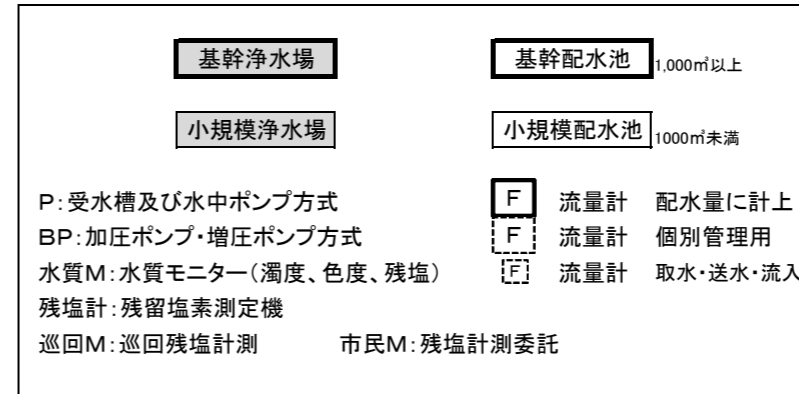 基幹浄水場 基幹配水池 1,000㎥以上
小規模浄水場 小規模配水池 1000㎥未満
P:受水槽及び水中ポンプ方式 F 流量計 配水量に計上
BP:加圧ポンプ・増圧ポンプ方式 F 流量計 個別管理用
水質M:水質モニター(濁度、色度、残塩) F 流量計 取水・送水・流入
残塩計:残留塩素測定機
巡回M:巡回残塩計測 市民M:残塩計測委託